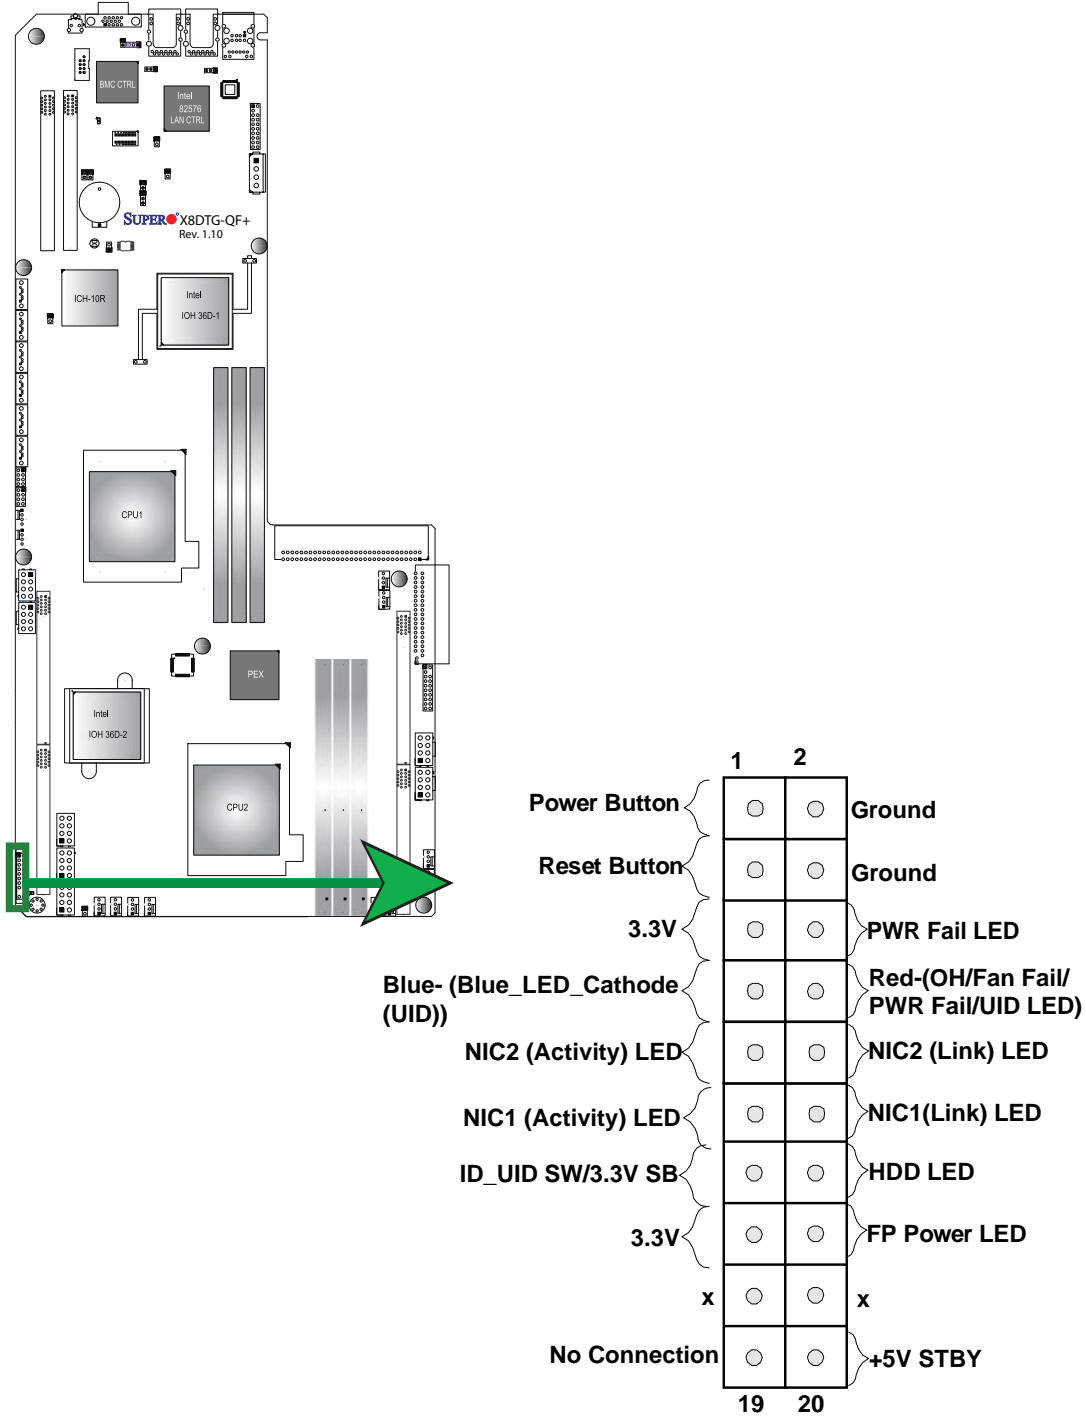 BMC CTRL
Intel
82576
LAN CTRL
SUPER X8DTG-QF+
Rev. 1.10
ICH-10R
Intel
IOH 36D-1
CPU1
PEX
Intel
IOH 36D-2
CPU2
1 2
Power Button Ground
Reset Button Ground
3.3V PWR Fail LED
Blue- (Blue_LED_Cathode
(UID))
Red-(OH/Fan Fail/
PWR Fail/UID LED)
NIC2 (Activity) LED NIC2 (Link) LED
NIC1 (Activity) LED NIC1(Link) LED
ID_UID SW/3.3V SB HDD LED
3.3V FP Power LED
x x
No Connection +5V STBY
19 20